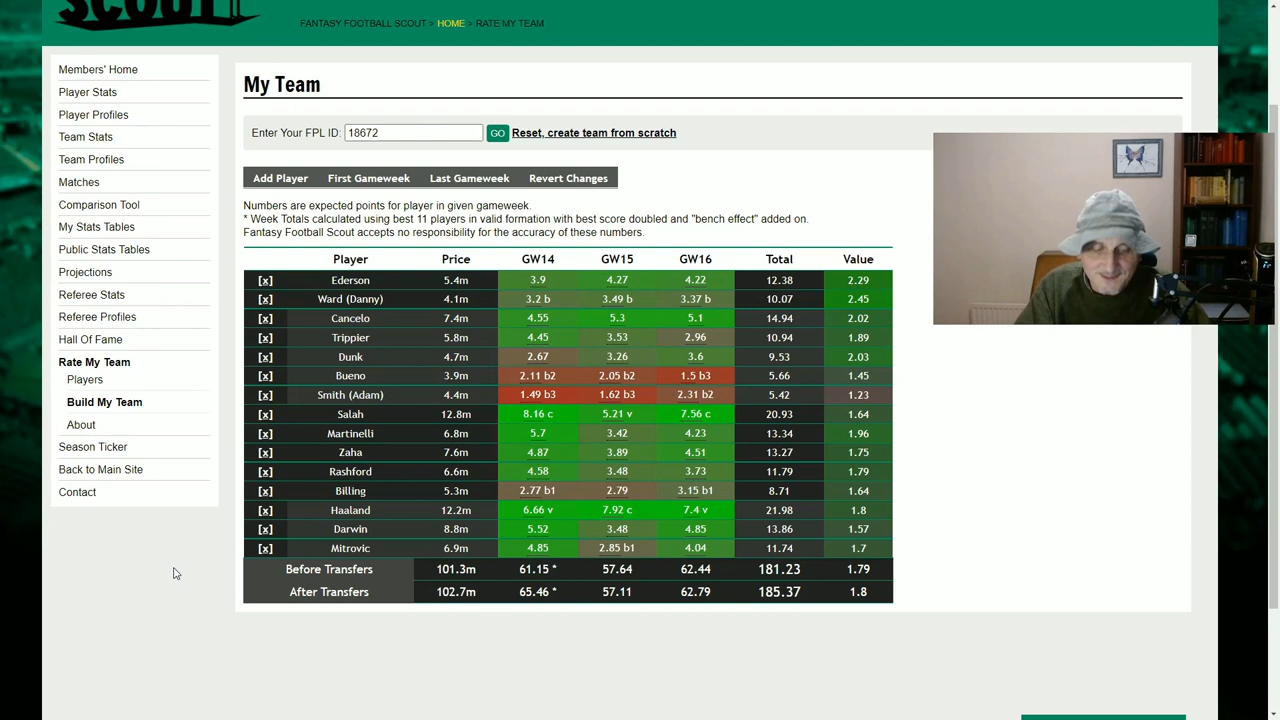 SCOUT
FANTASY FOOTBALL SCOUT > HOME > RATE MY TEAM
Members' Home
Player Stats
Player Profiles
Team Stats
Team Profiles
Matches
Comparison Tool
My Stats Tables
Public Stats Tables
Projections
Referee Stats
Referee Profiles
Hall Of Fame
Rate My Team
Players
Build My Team
About
Season Ticker
Back to Main Site
Contact
My Team
Enter Your FPL ID: 18672 GO Reset, create team from scratch
Add Player First Gameweek Last Gameweek Revert Changes
Numbers are expected points for player in given gameweek.
* Week Totals calculated using best 11 players in valid formation with best score doubled and "bench effect" added on.
Fantasy Football Scout accepts no responsibility for the accuracy of these numbers.
Player Price GW14 GW15 GW16 Total Value
[x] Ederson 5.4m 3.9 4.27 4.22 12.38 2.29
[x] Ward (Danny) 4.1m 3.2 b 3.49 b 3.37 b 10.07 2.45
[x] Cancelo 7.4m 4.55 5.3 5.1 14.94 2.02
[x] Trippier 5.8m 4.45 3.53 2.96 10.94 1.89
[x] Dunk 4.7m 2.67 3.26 3.6 9.53 2.03
[x] Bueno 3.9m 2.11 b2 2.05 b2 1.5 b3 5.66 1.45
[x] Smith (Adam) 4.4m 1.49 b3 1.62 b3 2.31 b2 5.42 1.23
[x] Salah 12.8m 8.16 c 5.21 v 7.56 c 20.93 1.64
[x] Martinelli 6.8m 5.7 3.42 4.23 13.34 1.96
[x] Zaha 7.6m 4.87 3.89 4.51 13.27 1.75
[x] Rashford 6.6m 4.58 3.48 3.73 11.79 1.79
[x] Billing 5.3m 2.77 b1 2.79 3.15 b1 8.71 1.64
[x] Haaland 12.2m 6.66 v 7.92 c 7.4 v 21.98 1.8
[x] Darwin 8.8m 5.52 3.48 4.85 13.86 1.57
[x] Mitrovic 6.9m 4.85 2.85 b1 4.04 11.74 1.7
Before Transfers 101.3m 61.15 * 57.64 62.44 181.23 1.79
After Transfers 102.7m 65.46 * 57.11 62.79 185.37 1.8